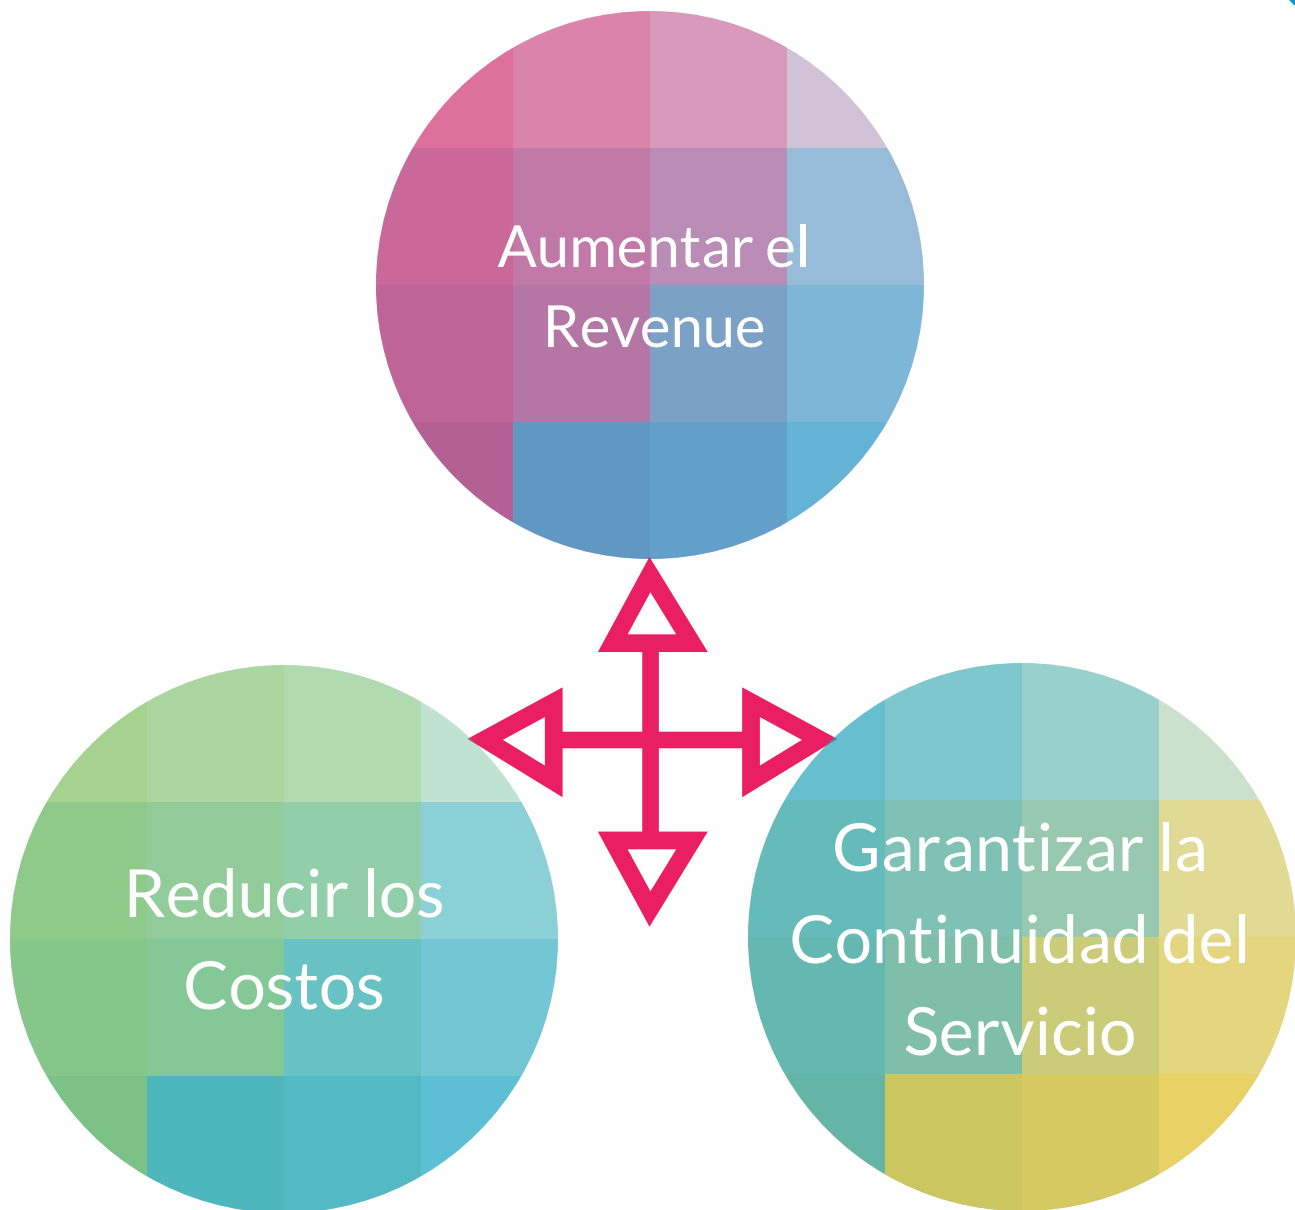 Aumentar el
Revenue
Reducir los
Costos
Garantizar la
Continuidad del
Servicio